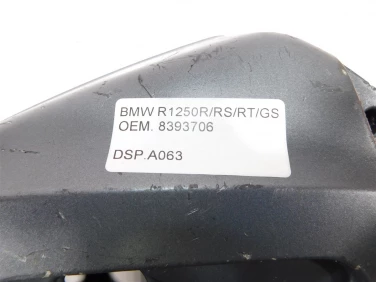 BMW R1250R/RS/RT/GS
OEM. 8393706
DSP.A063